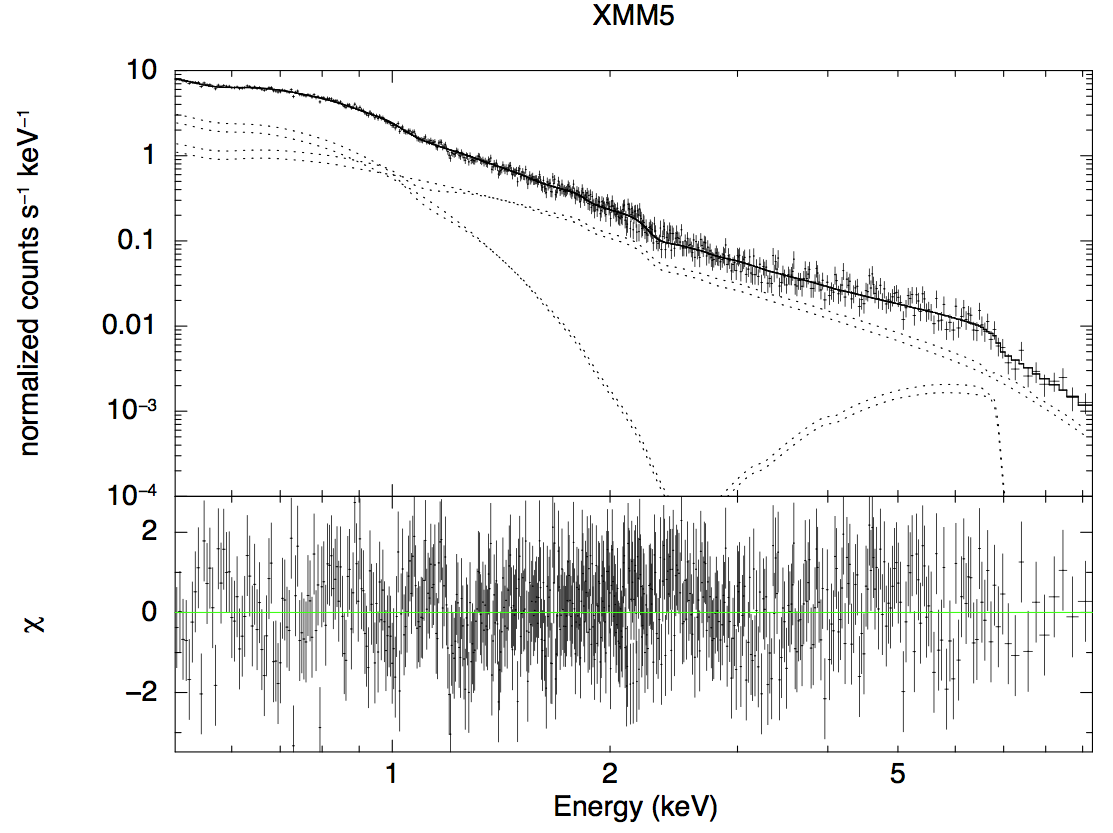 XMM5
normalized counts s⁻¹ keV⁻¹
10
1
0.1
0.01
10⁻³
10⁻⁴
χ
2
0
−2
1 2 5
Energy (keV)